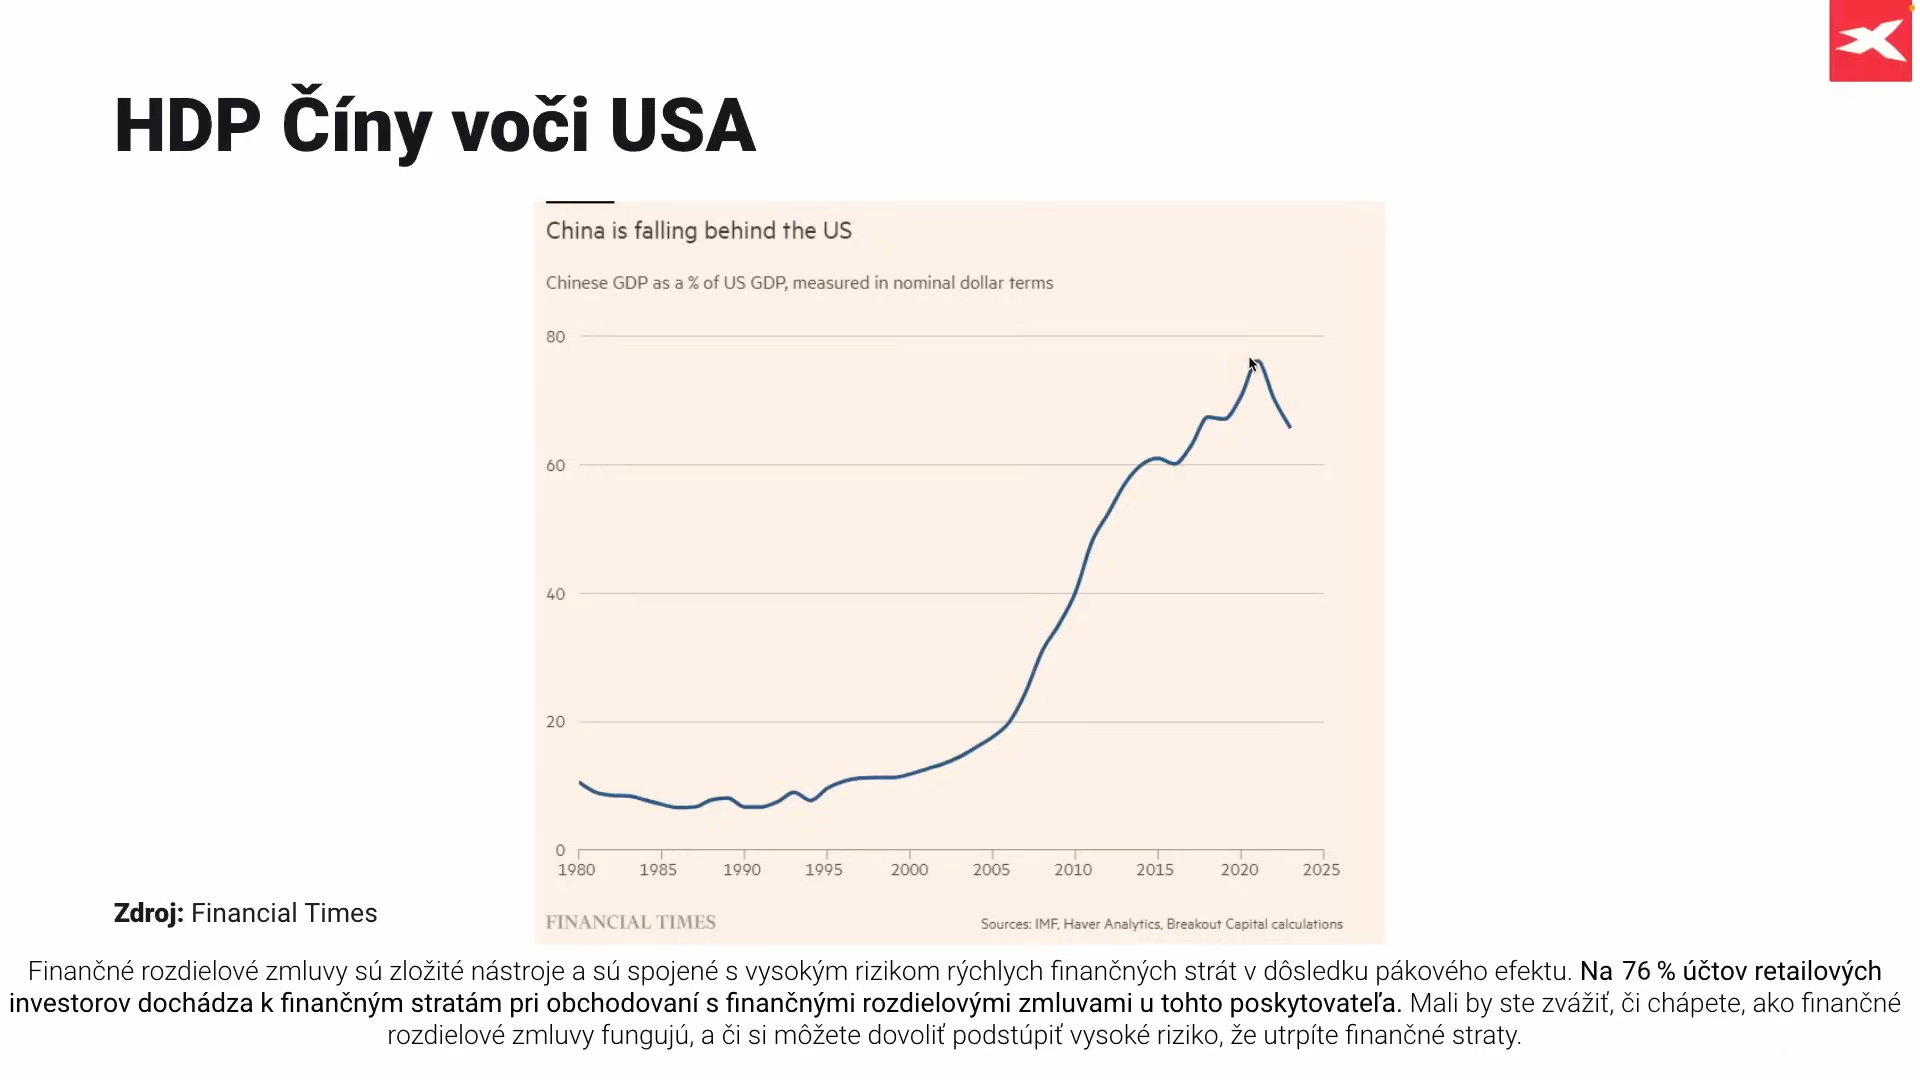 HDP Číny voči USA
China is falling behind the US
Chinese GDP as a % of US GDP, measured in nominal dollar terms
80
60
40
20
0
1980 1985 1990 1995 2000 2005 2010 2015 2020 2025
FINANCIAL TIMES
Sources: IMF, Haver Analytics, Breakout Capital calculations
Zdroj: Financial Times
Finančné rozdielové zmluvy sú zložité nástroje a sú spojené s vysokým rizikom rýchlych finančných strát v dôsledku pákového efektu. Na 76 % účtov retailových
investorov dochádza k finančným stratám pri obchodovaní s finančnými rozdielovými zmluvami u tohto poskytovateľa. Mali by ste zvážiť, či chápete, ako finančné
rozdielové zmluvy fungujú, a či si môžete dovoliť podstúpiť vysoké riziko, že utrpíte finančné straty.